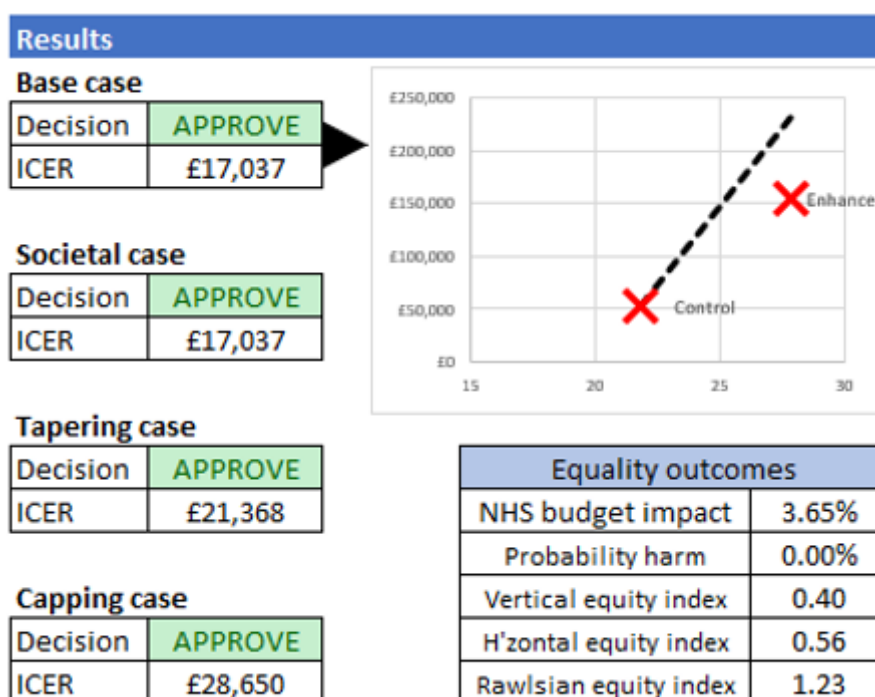 Results
Base case
Decision APPROVE
ICER £17,037
Societal case
Decision APPROVE
ICER £17,037
Tapering case
Decision APPROVE
ICER £21,368
Capping case
Decision APPROVE
ICER £28,650
£250,000
£200,000
£150,000
£100,000
£50,000
£0
15 20 25 30
Enhance
Control
Equality outcomes
NHS budget impact 3.65%
Probability harm 0.00%
Vertical equity index 0.40
H'zontal equity index 0.56
Rawlsian equity index 1.23